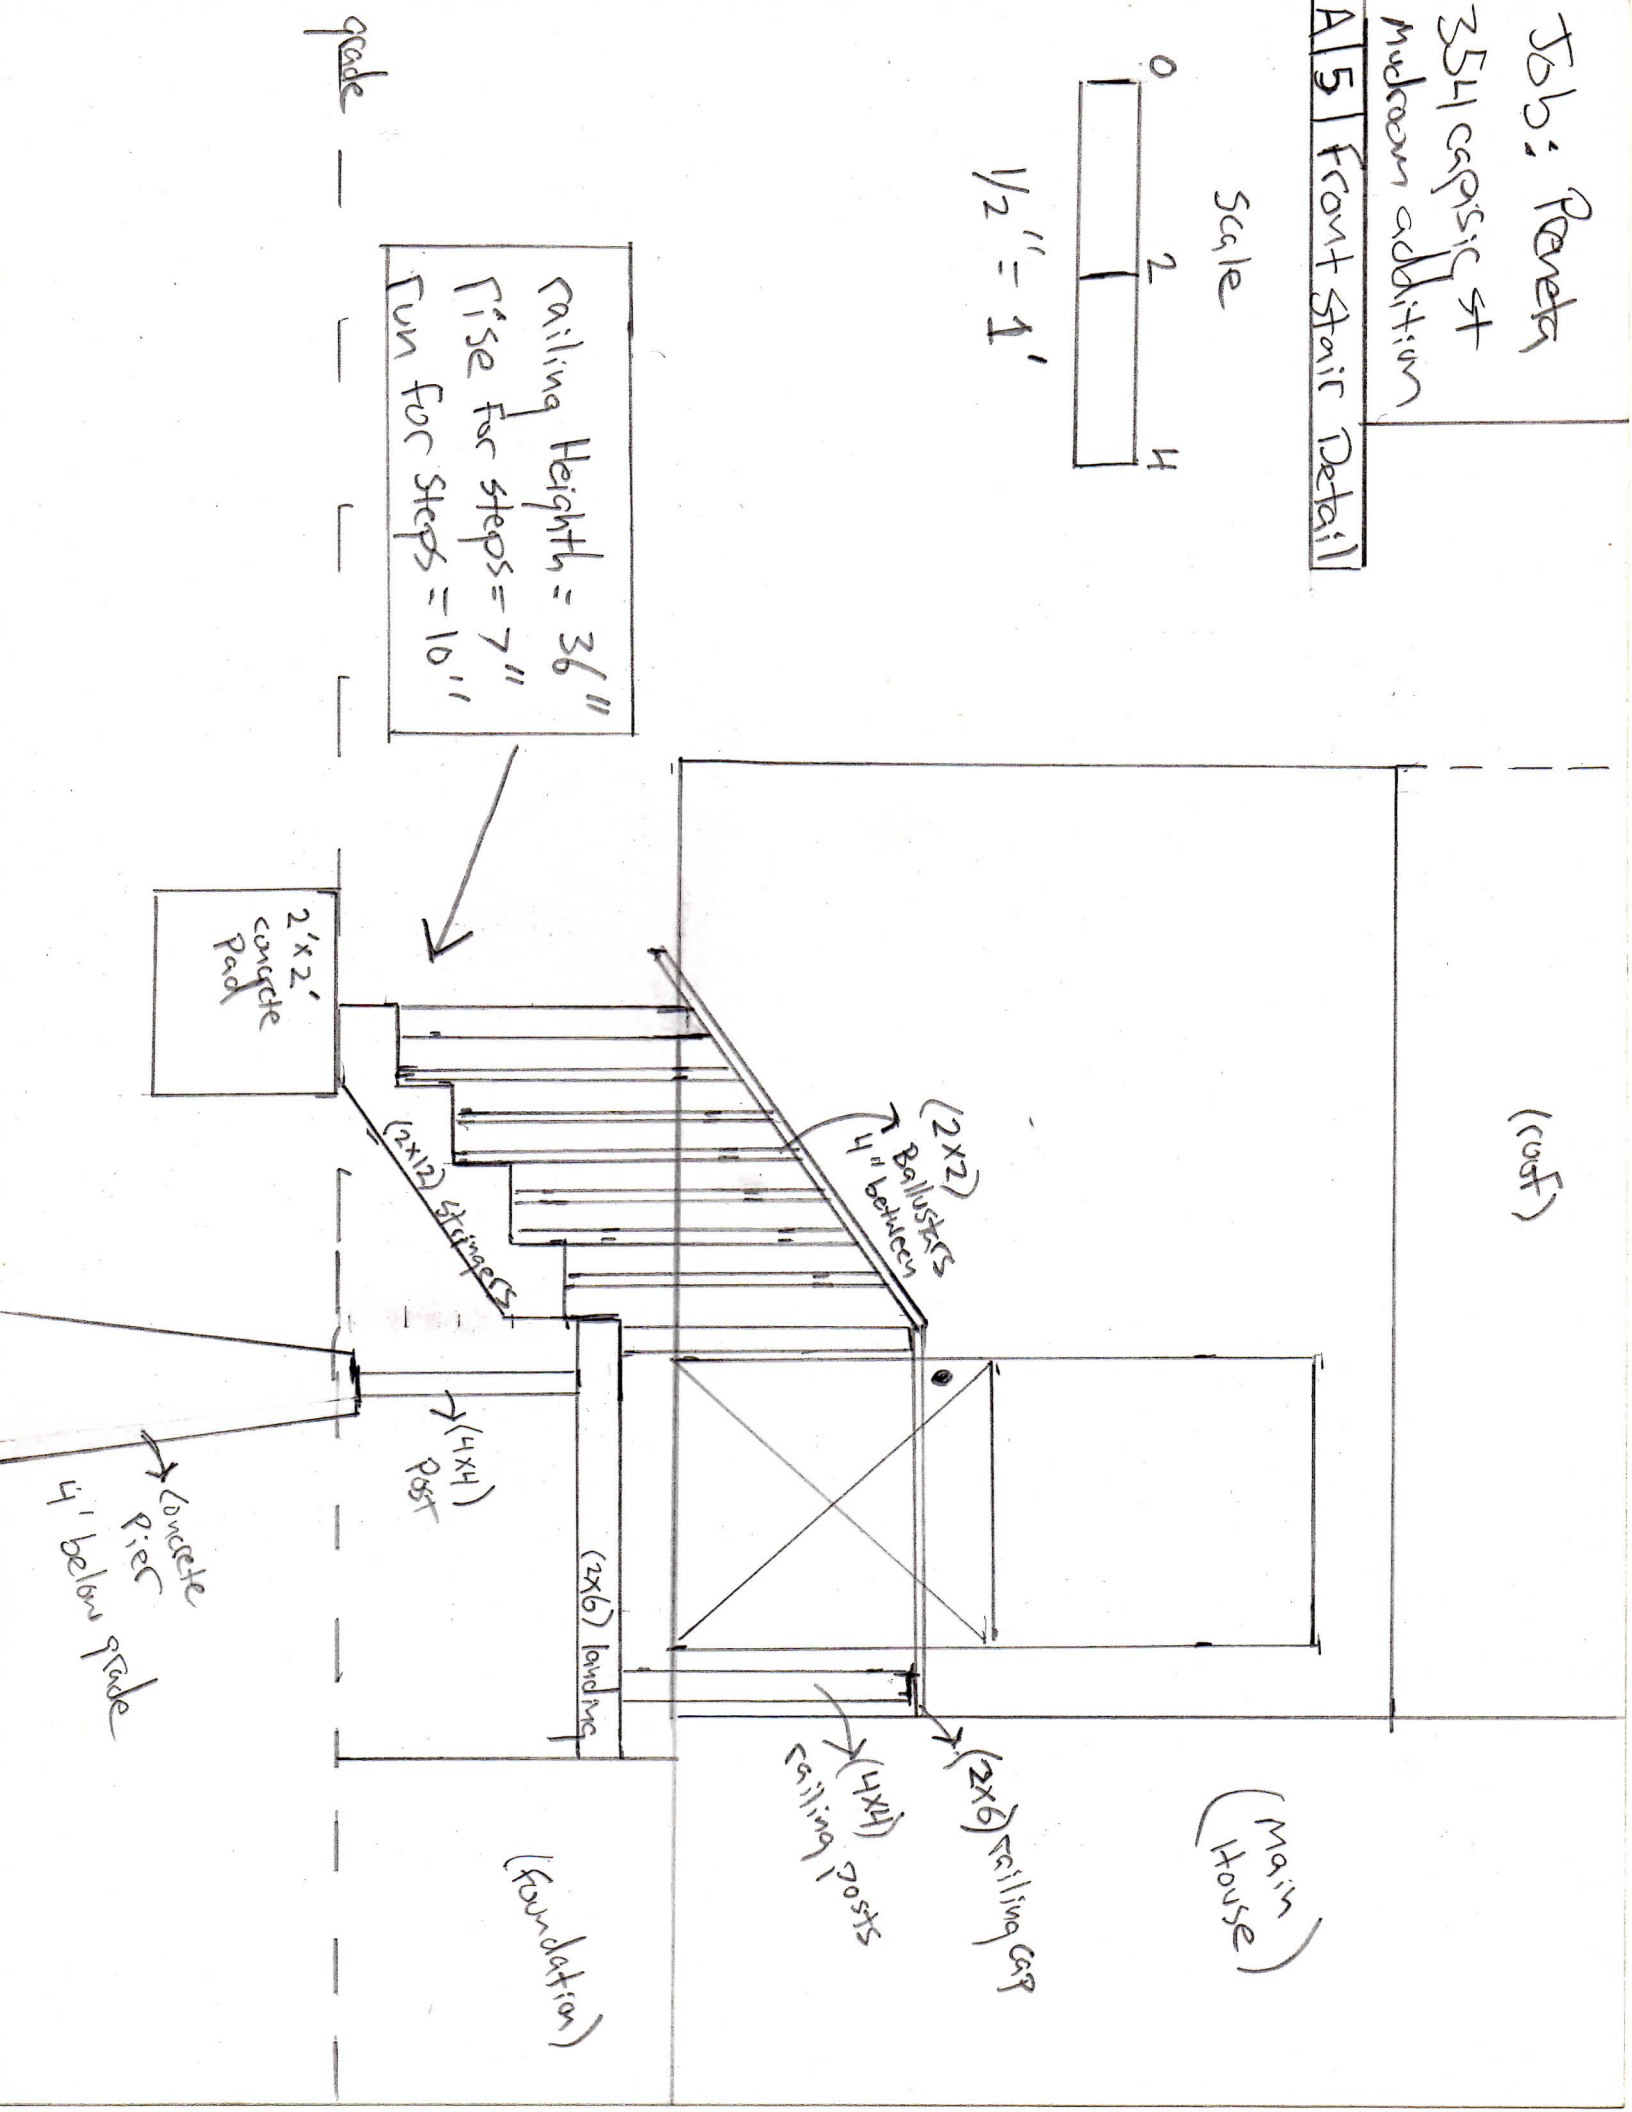 Job: Peneta
354 capisic st
Mudroom addition
A 5 Front Stair Detail
Scale
0 2 4
1/2" = 1'
(roof)
(Main
House)
railing Heighth = 36"
rise for steps = 7"
run for steps = 10"
(2x2)
Ballustars
4" between
(2x6) railing cap
(4x4)
railing posts
(2x12) stringers
(2x6) landing
(foundation)
grade
2'x2'
concrete
Pad
(4x4)
Post
concrete
Pier
4' below grade